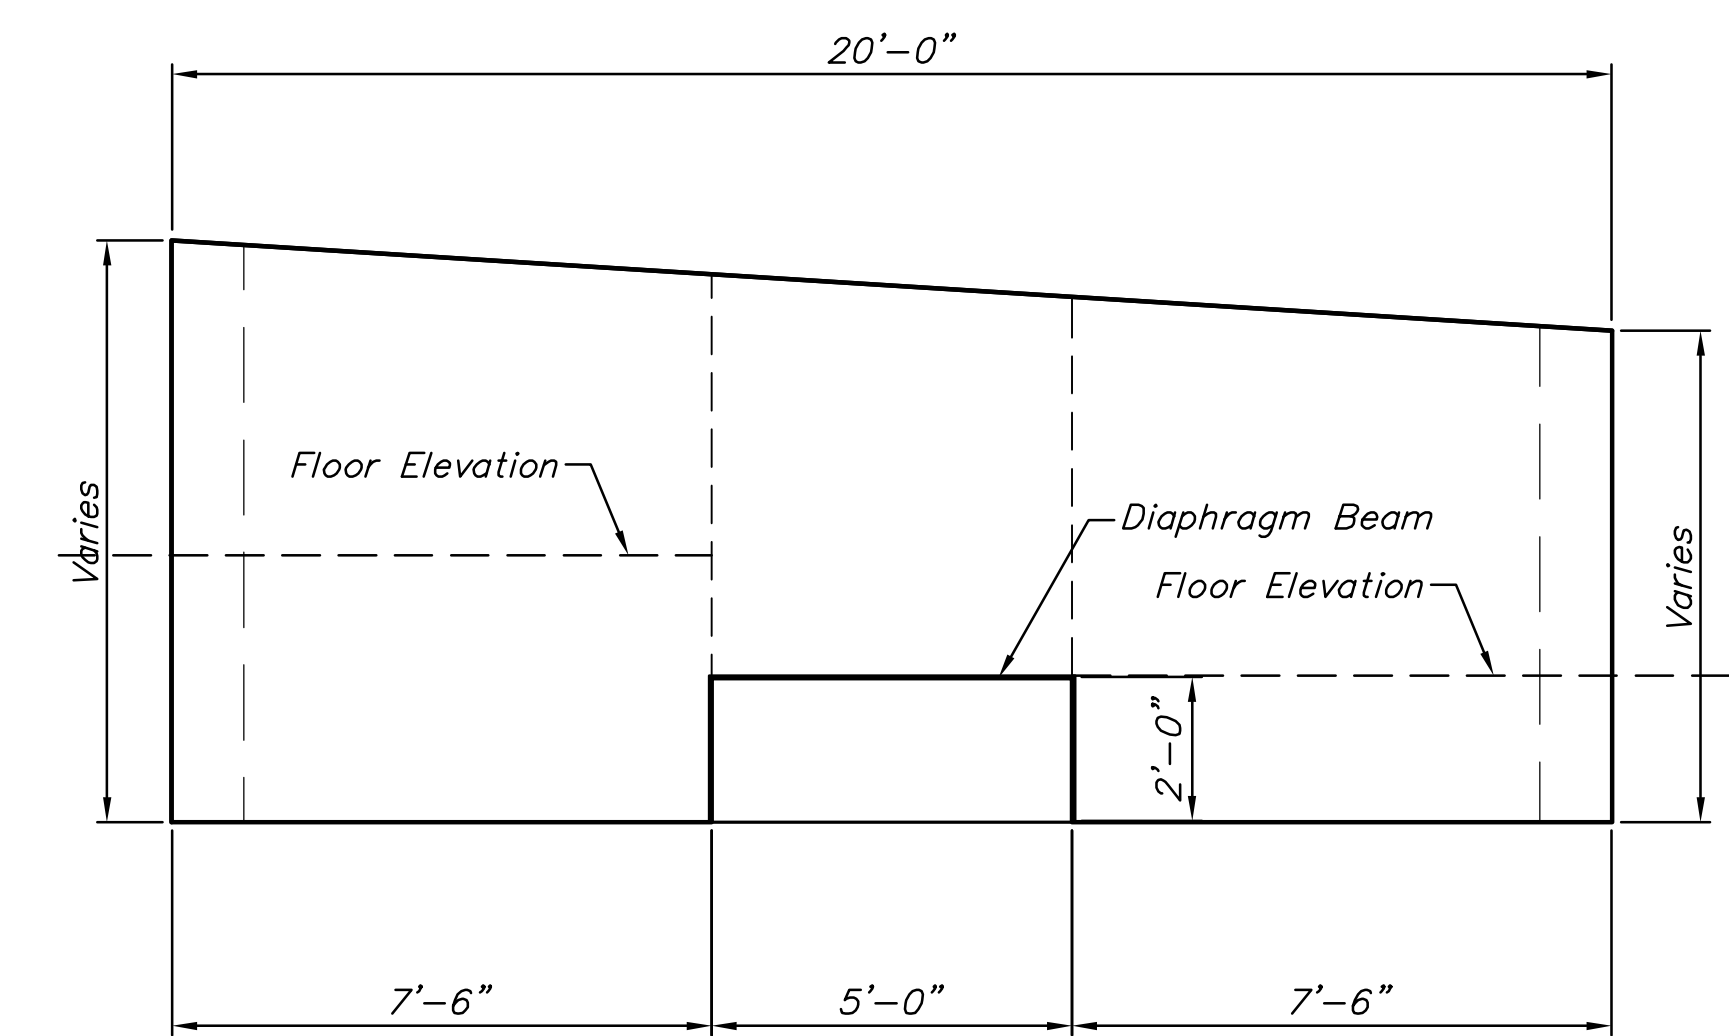 20'-0"
Floor Elevation
Varies
Diaphragm Beam
Varies
Floor Elevation
2'-0"
7'-6"
5'-0"
7'-6"